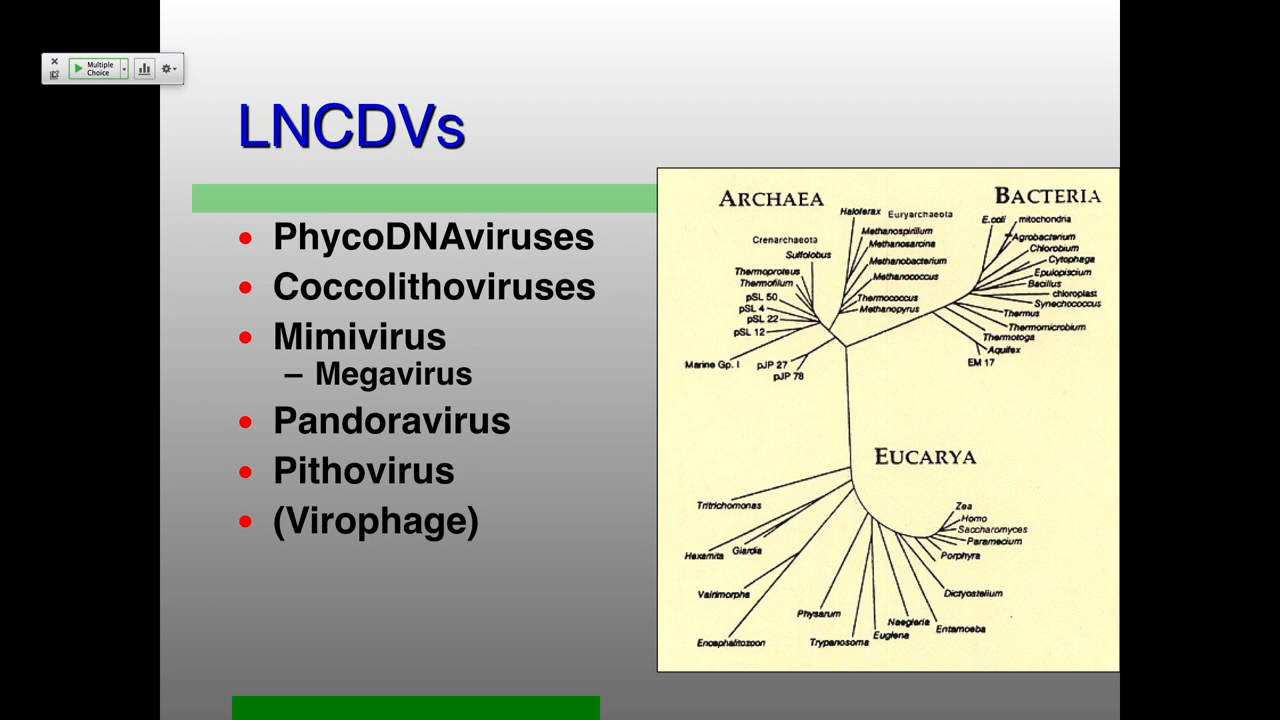 Multiple
Choice
LNCDVs
PhycoDNAviruses
Coccolithoviruses
Mimivirus
– Megavirus
Pandoravirus
Pithovirus
(Virophage)
ARCHAEA
BACTERIA
Haloferax
Euryarchaeota
Methanospirillum
Methanosarcina
Crenarchaeota
Sulfolobus
Methanobacterium
Methanococcus
Thermoproteus
Thermofilum
pSL 50
pSL 4
pSL 22
pSL 12
Thermococcus
Methanopyrus
Marine Gp. I
pJP 27
pJP 78
E.coli
mitochondria
Agrobacterium
Chlorobium
Cytophaga
Epulopiscium
Bacillus
chloroplast
Synechococcus
Thermus
Thermomicrobium
Thermotoga
Aquifex
EM 17
EUCARYA
Tritrichomonas
Zea
Homo
Saccharomyces
Paramecium
Porphyra
Hexamita
Giardia
Vairimorpha
Dictyostelium
Physarum
Naegleria
Entamoeba
Euglena
Trypanosoma
Encephalitozoon